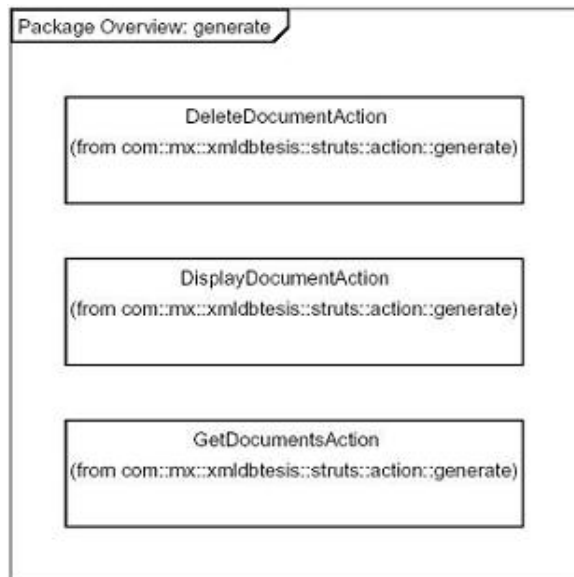 Package Overview: generate
DeleteDocumentAction
(from com::mx::xmldbtesis::struts::action::generate)
DisplayDocumentAction
(from com::mx::xmldbtesis::struts::action::generate)
GetDocumentsAction
(from com::mx::xmldbtesis::struts::action::generate)